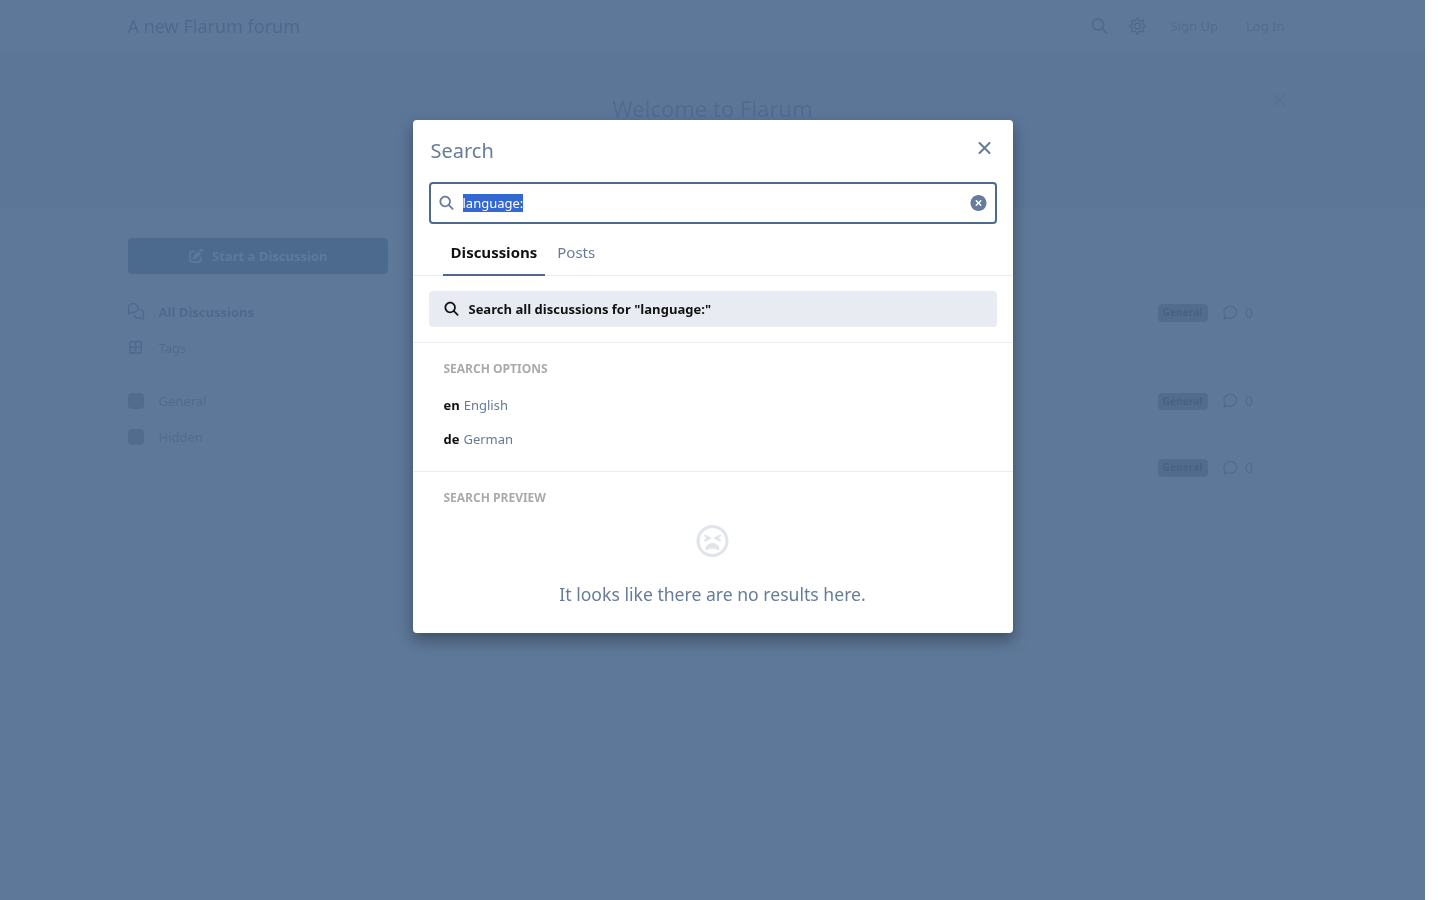 A new Flarum forum
Sign Up
Log In
Welcome to Flarum
Search
language:
Discussions
Posts
Start a Discussion
Search all discussions for "language:"
All Discussions
General
0
Tags
SEARCH OPTIONS
General
en English
General
0
Hidden
de German
General
0
SEARCH PREVIEW
It looks like there are no results here.